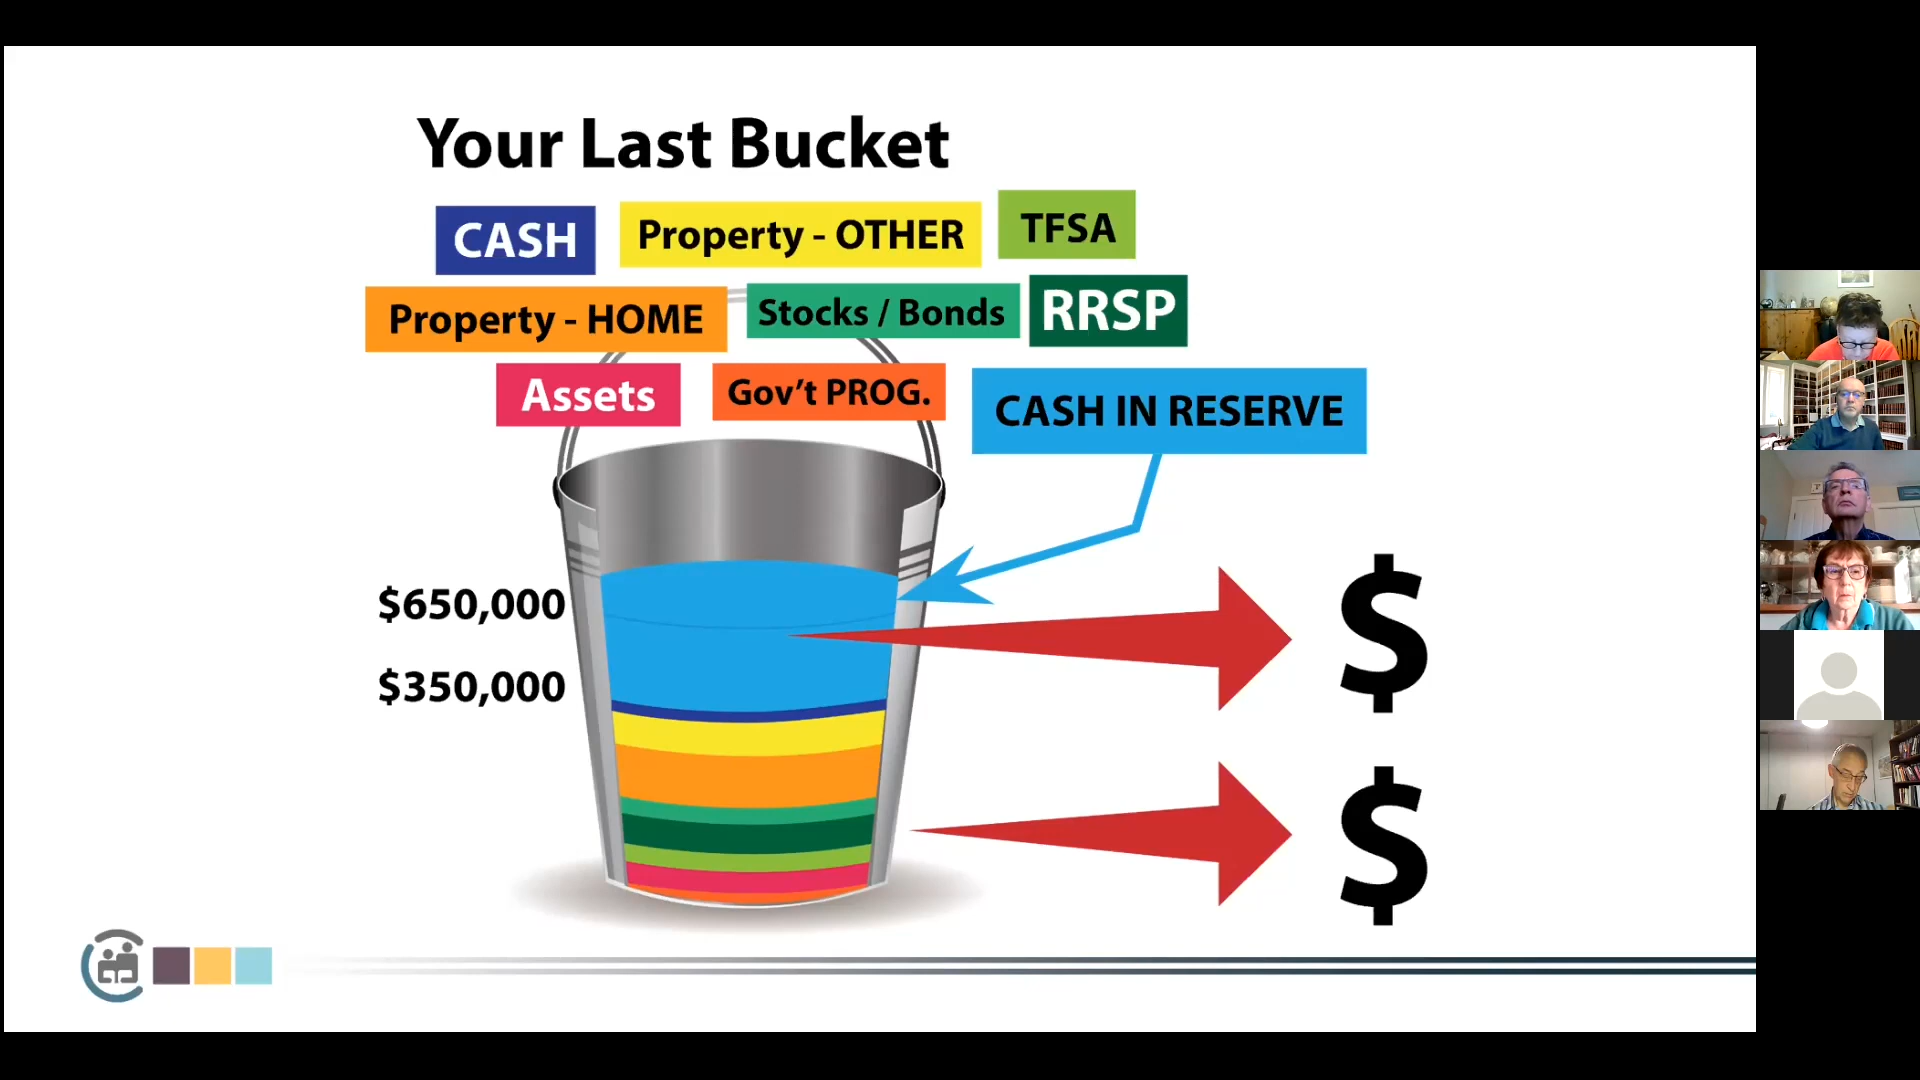 Your Last Bucket
CASH
Property - OTHER
TFSA
Property - HOME
Stocks / Bonds
RRSP
Assets
Gov't PROG.
CASH IN RESERVE
$650,000
$350,000
$
$